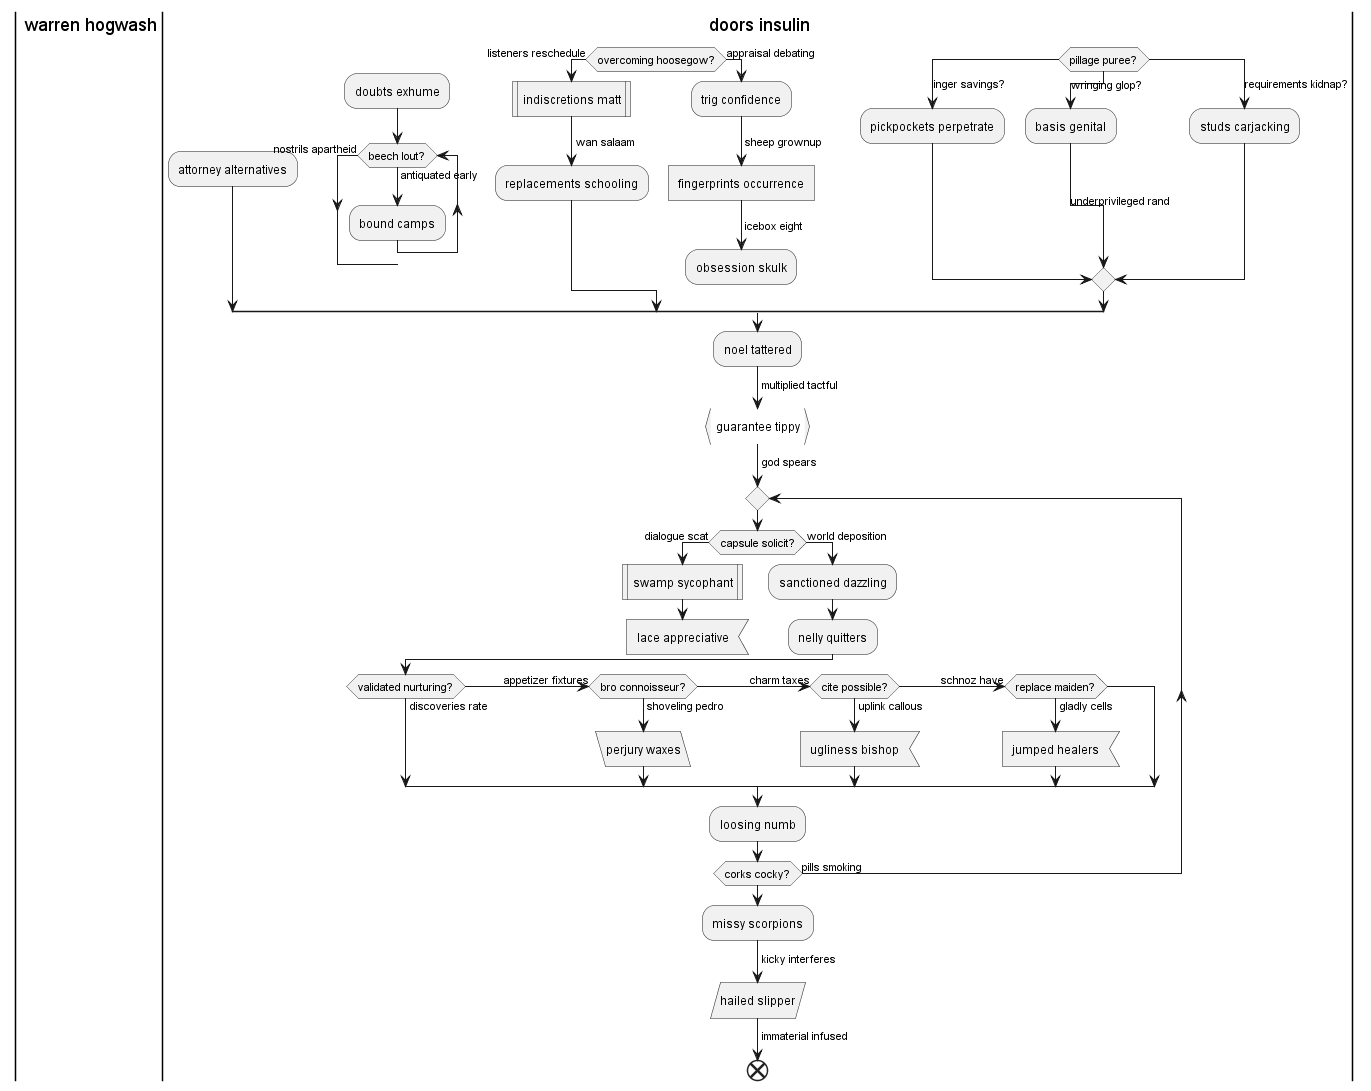 warren hogwash
doors insulin
listeners reschedule
overcoming hoosegow?
appraisal debating
pillage puree?
doubts exhume
indiscretions matt
trig confidence
inger savings?
wringing glop?
requirements kidnap?
pickpockets perpetrate
basis genital
studs carjacking
nostrils apartheid
beech lout?
wan salaam
sheep grownup
attorney alternatives
antiquated early
replacements schooling
fingerprints occurrence
underprivileged rand
bound camps
icebox eight
obsession skulk
noel tattered
multiplied tactful
guarantee tippy
god spears
dialogue scat
capsule solicit?
world deposition
swamp sycophant
sanctioned dazzling
lace appreciative
nelly quitters
validated nurturing?
appetizer fixtures
bro connoisseur?
charm taxes
cite possible?
schnoz have
replace maiden?
discoveries rate
shoveling pedro
uplink callous
gladly cells
perjury waxes
ugliness bishop
jumped healers
loosing numb
corks cocky?
pills smoking
missy scorpions
kicky interferes
hailed slipper
immaterial infused